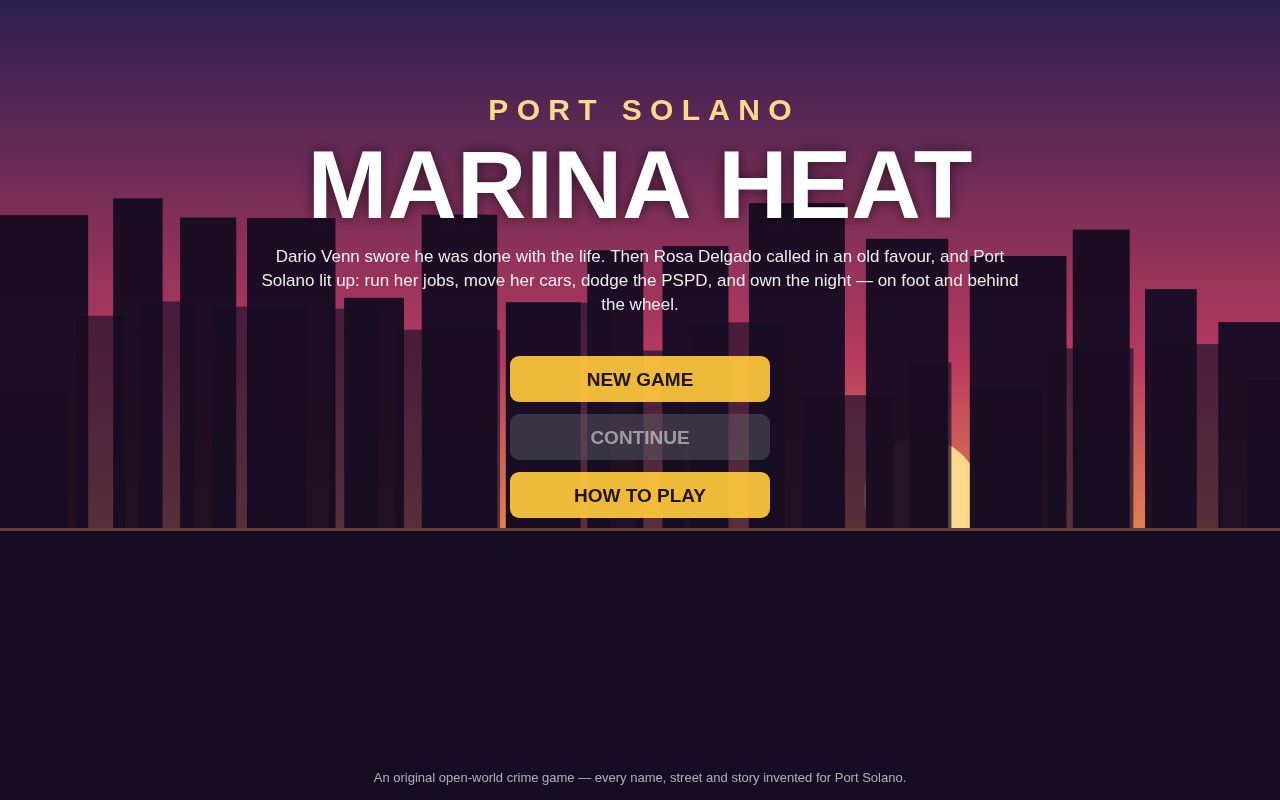 PORT SOLANO
MARINA HEAT
Dario Venn swore he was done with the life. Then Rosa Delgado called in an old favour, and Port
Solano lit up: run her jobs, move her cars, dodge the PSPD, and own the night — on foot and behind
the wheel.
NEW GAME
CONTINUE
HOW TO PLAY
An original open-world crime game — every name, street and story invented for Port Solano.